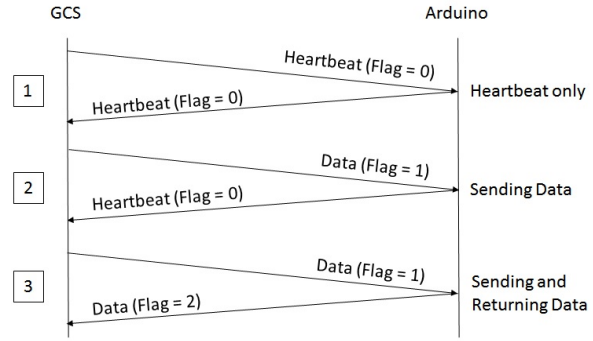 GCS
Arduino
Heartbeat (Flag = 0)
1
Heartbeat (Flag = 0)
Heartbeat only
Data (Flag = 1)
2
Heartbeat (Flag = 0)
Sending Data
Data (Flag = 1)
3
Data (Flag = 2)
Sending and
Returning Data